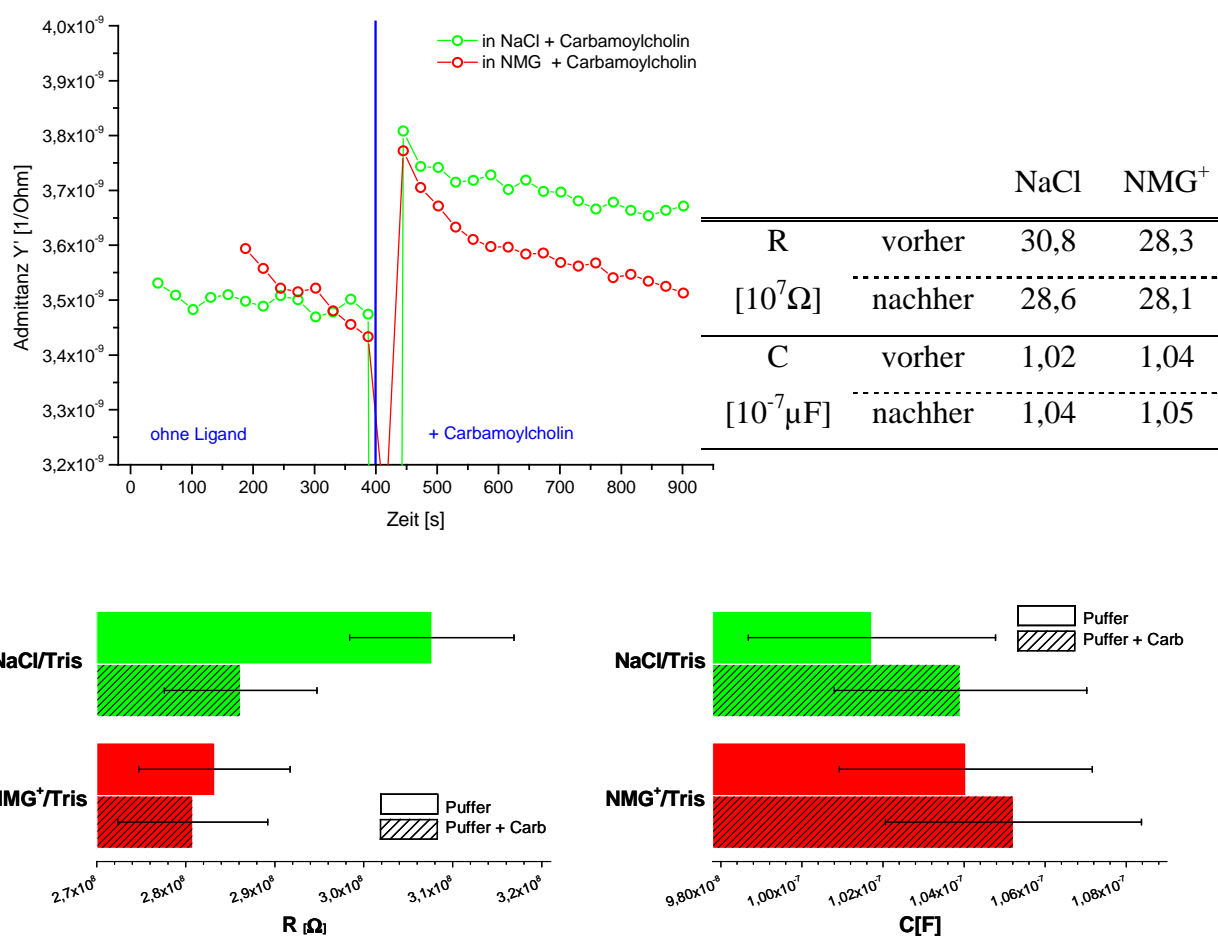 4,0x10⁻⁹
3,9x10⁻⁹
3,8x10⁻⁹
3,7x10⁻⁹
3,6x10⁻⁹
3,5x10⁻⁹
3,4x10⁻⁹
3,3x10⁻⁹
3,2x10⁻⁹
Admittanz Y' [1/Ohm]
in NaCl + Carbamoylcholin
in NMG + Carbamoylcholin
ohne Ligand
+ Carbamoylcholin
0 100 200 300 400 500 600 700 800 900
Zeit [s]
NaCl NMG⁺
R vorher 30,8 28,3
[10⁷Ω] nachher 28,6 28,1
C vorher 1,02 1,04
[10⁻⁷µF] nachher 1,04 1,05
NaCl/Tris
NMG⁺/Tris
Puffer
Puffer + Carb
2,7x10⁸ 2,8x10⁸ 2,9x10⁸ 3,0x10⁸ 3,1x10⁸ 3,2x10⁸
R [Ω]
Puffer
Puffer + Carb
NaCl/Tris
NMG⁺/Tris
9,80x10⁻⁸ 1,00x10⁻⁷ 1,02x10⁻⁷ 1,04x10⁻⁷ 1,06x10⁻⁷ 1,08x10⁻⁷
C[F]